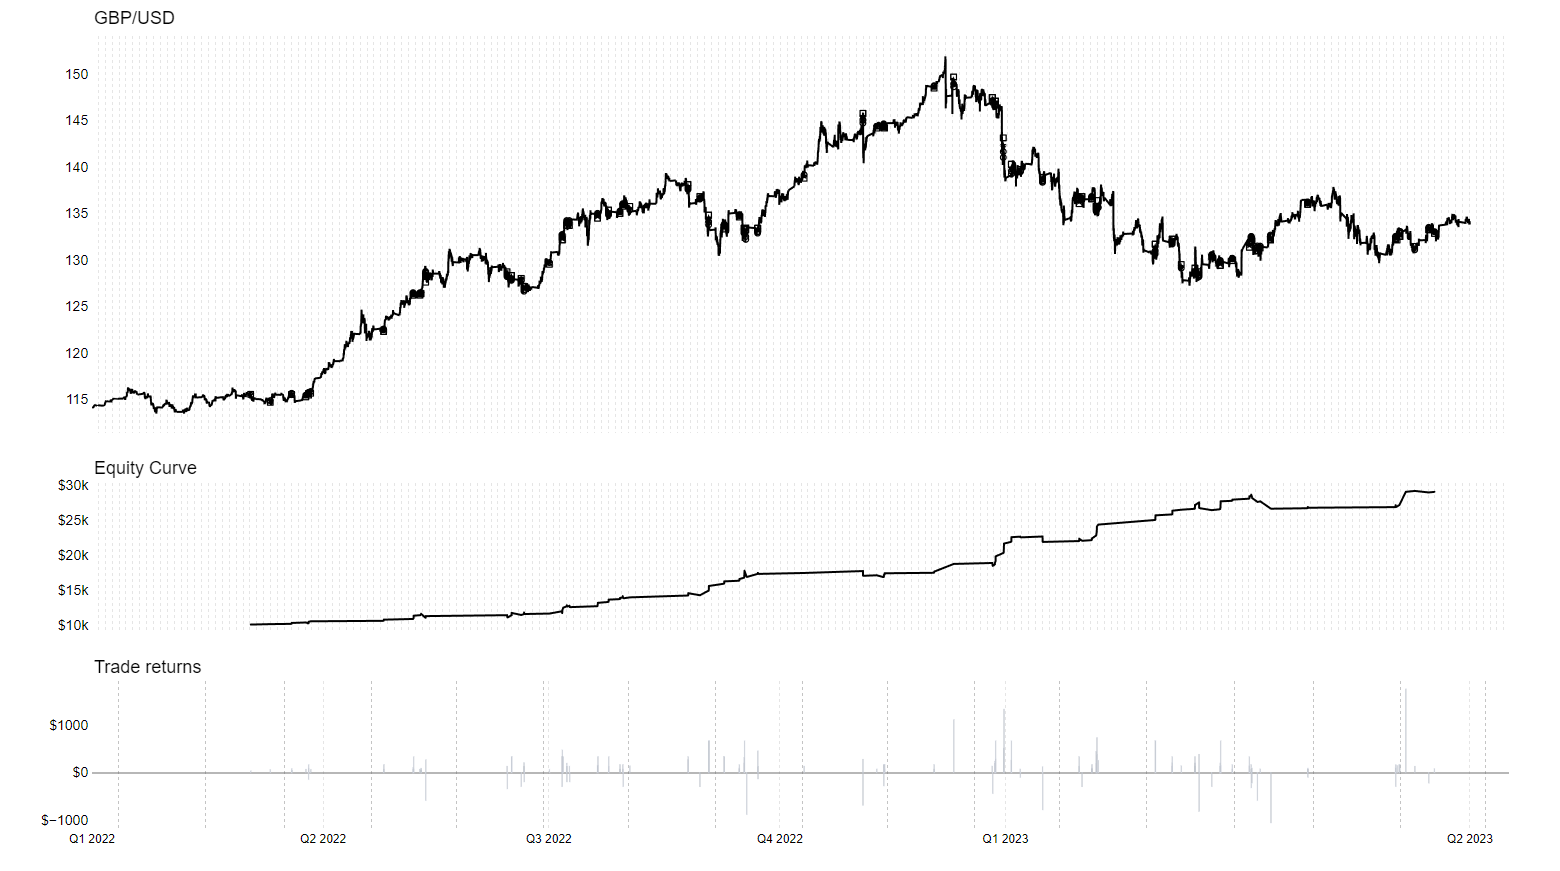 GBP/USD
150
145
140
135
130
125
120
115
Equity Curve
$30k
$25k
$20k
$15k
$10k
Trade returns
$1000
$0
$−1000
Q1 2022 Q2 2022 Q3 2022 Q4 2022 Q1 2023 Q2 2023